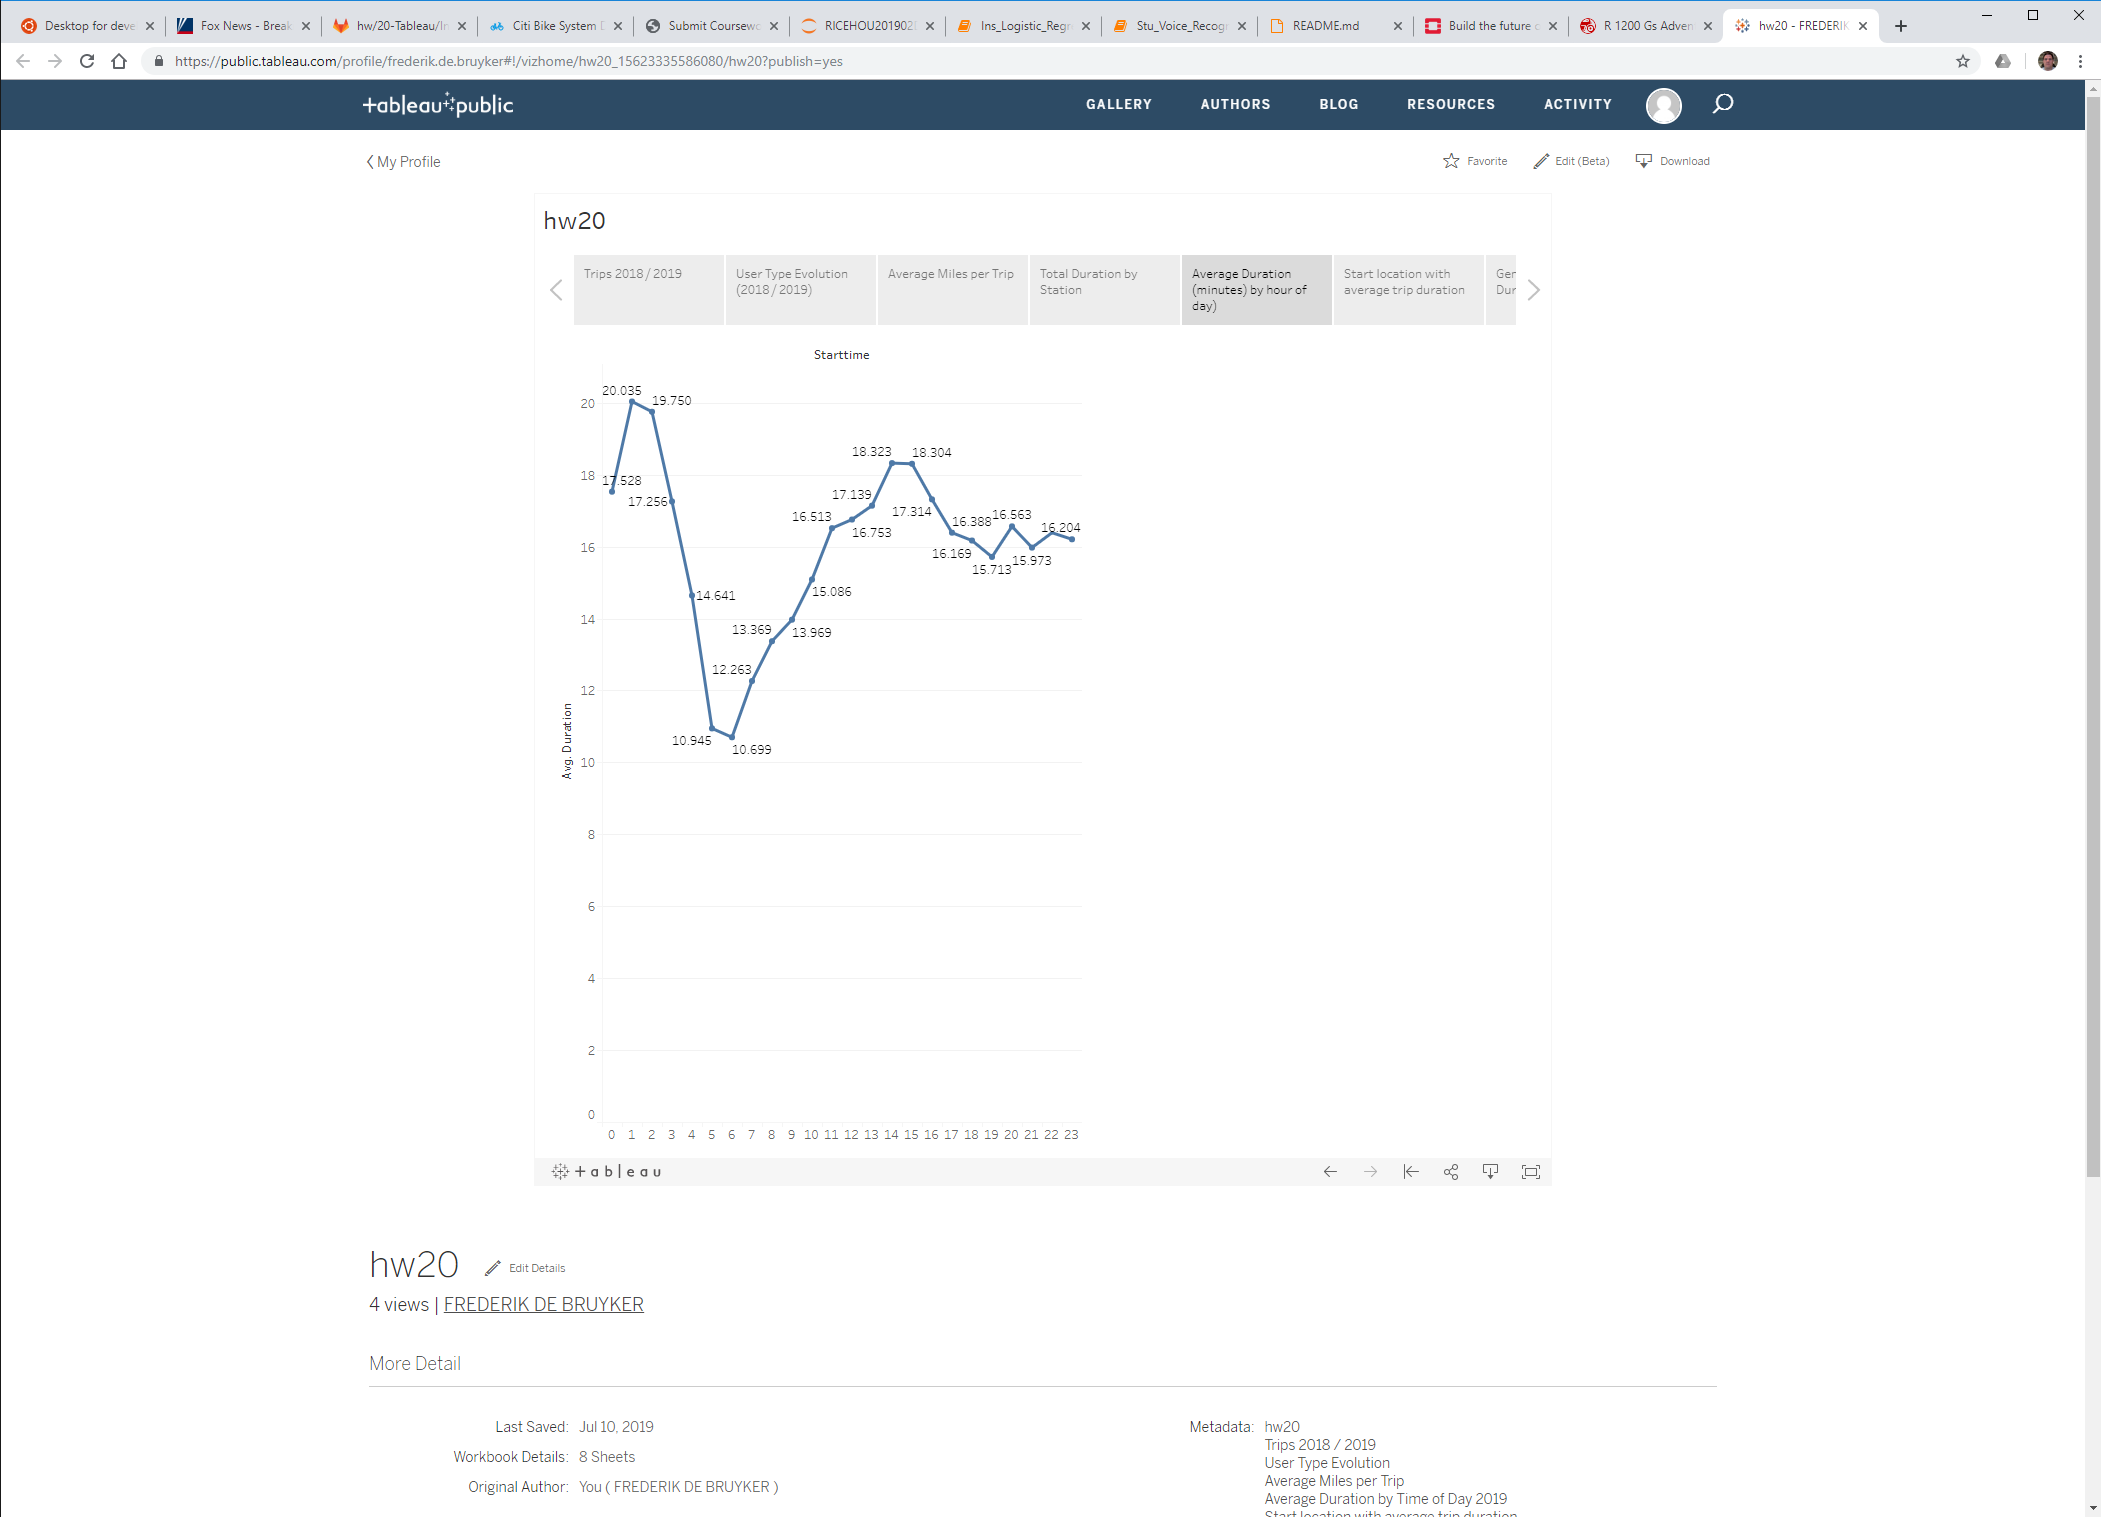 Desktop for deve
Fox News - Break
hw/20-Tableau/In
Citi Bike System D
Submit Coursewo
RICEHOU201902
Ins_Logistic_Regre
Stu_Voice_Recog
README.md
Build the future o
R 1200 Gs Adven
hw20 - FREDERIK
https://public.tableau.com/profile/frederik.de.bruyker#!/vizhome/hw20_15623335586080/hw20?publish=yes
+ableau public
GALLERY
AUTHORS
BLOG
RESOURCES
ACTIVITY
My Profile
Favorite
Edit (Beta)
Download
hw20
Trips 2018 / 2019
User Type Evolution
(2018 / 2019)
Average Miles per Trip
Total Duration by
Station
Average Duration
(minutes) by hour of
day)
Start location with
average trip duration
Ger
Dur
Starttime
20.035
19.750
17.528
17.256
14.641
10.945
10.699
12.263
13.369
13.969
15.086
16.513
16.753
17.139
18.323
18.304
17.314
16.388
16.169
15.713
16.563
15.973
16.204
Avg. Duration
20
18
16
14
12
10
8
6
4
2
0
0 1 2 3 4 5 6 7 8 9 10 11 12 13 14 15 16 17 18 19 20 21 22 23
+ableau
hw20
Edit Details
4 views | FREDERIK DE BRUYKER
More Detail
Last Saved: Jul 10, 2019
Workbook Details: 8 Sheets
Original Author: You ( FREDERIK DE BRUYKER )
Metadata: hw20
Trips 2018 / 2019
User Type Evolution
Average Miles per Trip
Average Duration by Time of Day 2019
Start location with average trip duration